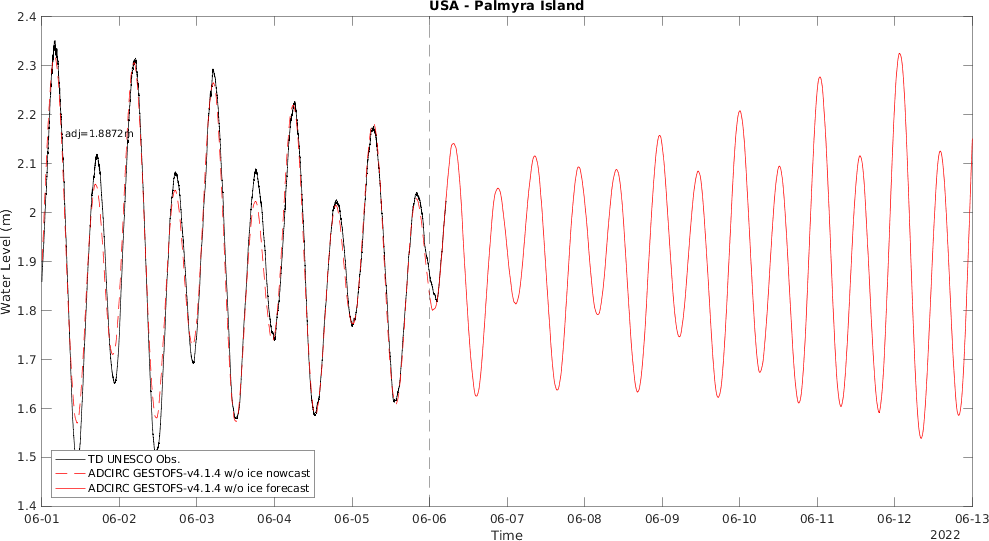 USA - Palmyra Island
2.4
2.3
2.2
2.1
2
1.9
1.8
1.7
1.6
1.5
1.4
Water Level (m)
adj=1.8872m
TD UNESCO Obs.
ADCIRC GESTOFS-v4.1.4 w/o ice nowcast
ADCIRC GESTOFS-v4.1.4 w/o ice forecast
06-01 06-02 06-03 06-04 06-05 06-06 06-07 06-08 06-09 06-10 06-11 06-12 06-13
Time
2022